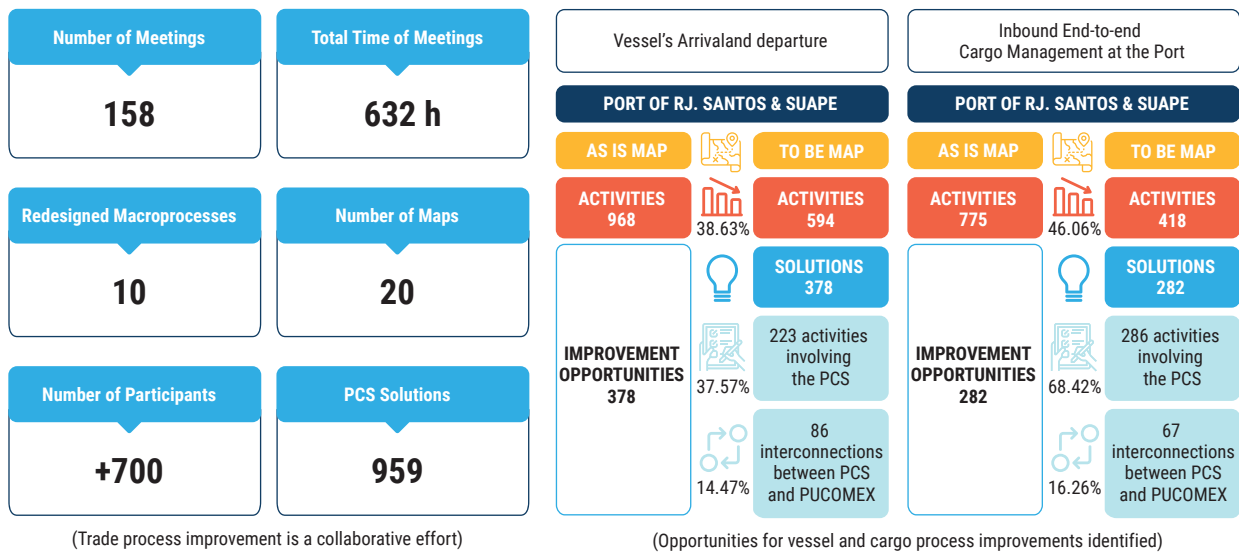 Number of Meetings
158
Total Time of Meetings
632 h
Redesigned Macroprocesses
10
Number of Maps
20
Number of Participants
+700
PCS Solutions
959
(Trade process improvement is a collaborative effort)
Vessel's Arrivaland departure
PORT OF RJ. SANTOS & SUAPE
AS IS MAP
TO BE MAP
ACTIVITIES
968
38.63%
ACTIVITIES
594
IMPROVEMENT
OPPORTUNITIES
378
SOLUTIONS
378
37.57%
223 activities
involving
the PCS
14.47%
86
interconnections
between PCS
and PUCOMEX
Inbound End-to-end
Cargo Management at the Port
PORT OF RJ. SANTOS & SUAPE
AS IS MAP
TO BE MAP
ACTIVITIES
775
46.06%
ACTIVITIES
418
IMPROVEMENT
OPPORTUNITIES
282
SOLUTIONS
282
68.42%
286 activities
involving
the PCS
16.26%
67
interconnections
between PCS
and PUCOMEX
(Opportunities for vessel and cargo process improvements identified)